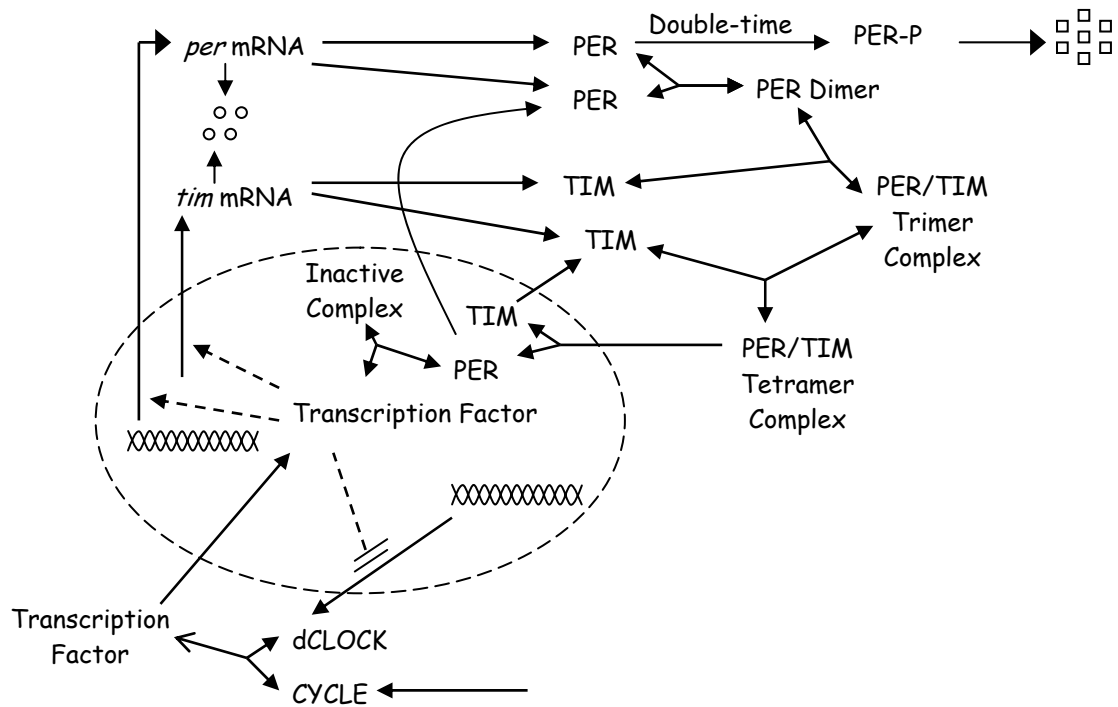 Double-time
per mRNA
PER
PER-P
PER
PER Dimer
tim mRNA
TIM
PER/TIM
Trimer
Complex
TIM
Inactive
Complex
TIM
PER
PER/TIM
Tetramer
Complex
Transcription Factor
Transcription
Factor
dCLOCK
CYCLE